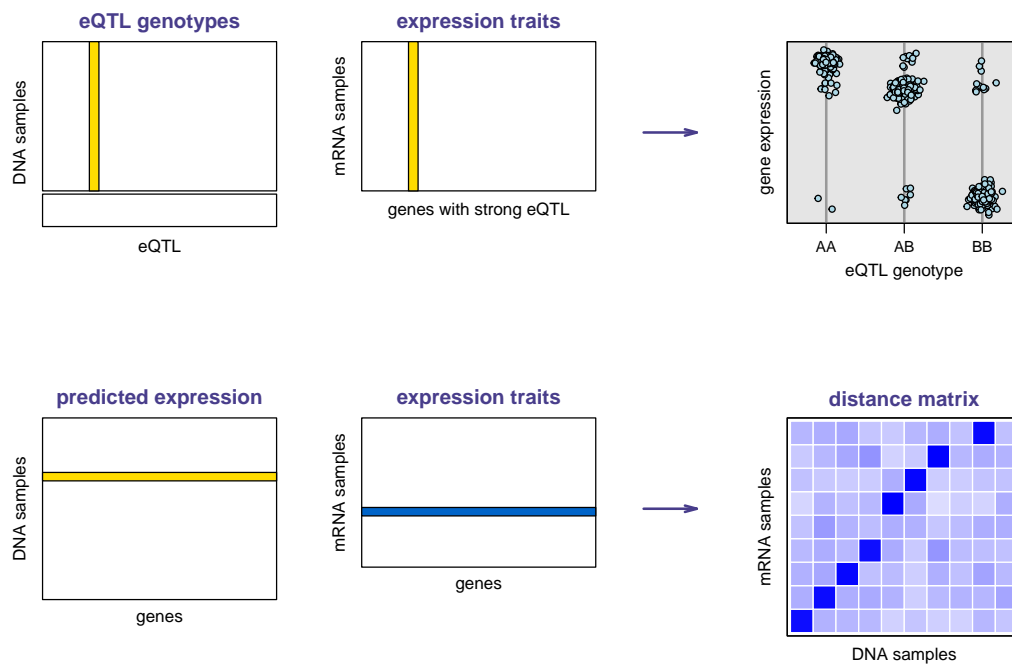 eQTL genotypes
DNA samples
eQTL
expression traits
mRNA samples
genes with strong eQTL
gene expression
AA
AB
BB
eQTL genotype
predicted expression
DNA samples
genes
expression traits
mRNA samples
genes
distance matrix
mRNA samples
DNA samples